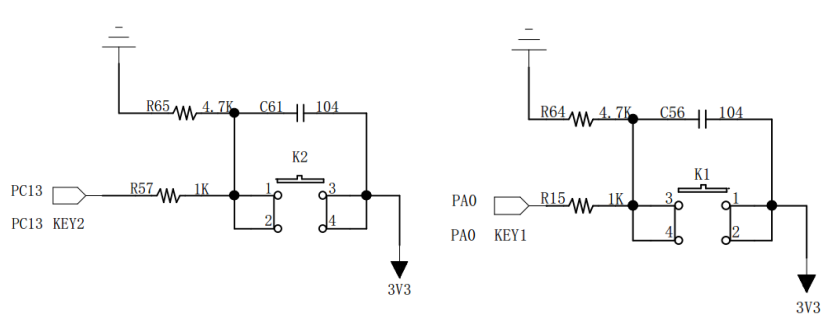 R65 4.7K C61 104
K2
PC13 R57 1K 1 3
2 4
PC13 KEY2
3V3
R64 4.7K C56 104
K1
PA0 R15 1K 3 1
4 2
PA0 KEY1
3V3